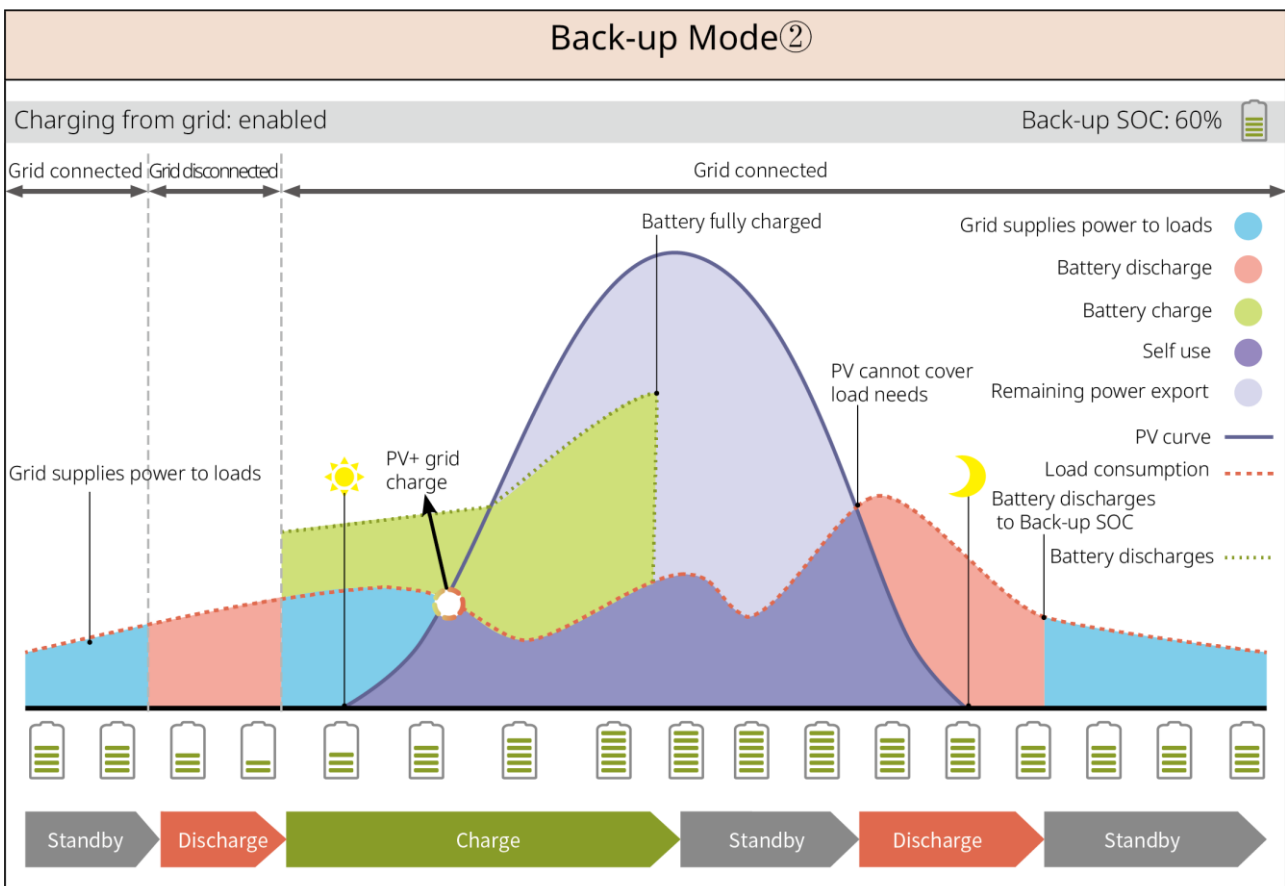 Back-up Mode②
Charging from grid: enabled
Back-up SOC: 60%
Grid connected
Grid disconnected
Grid connected
Battery fully charged
Grid supplies power to loads
Battery discharge
Battery charge
Self use
PV cannot cover
load needs
Remaining power export
PV curve
Grid supplies power to loads
PV+ grid
charge
Load consumption
Battery discharges
to Back-up SOC
Battery discharges
Standby
Discharge
Charge
Standby
Discharge
Standby